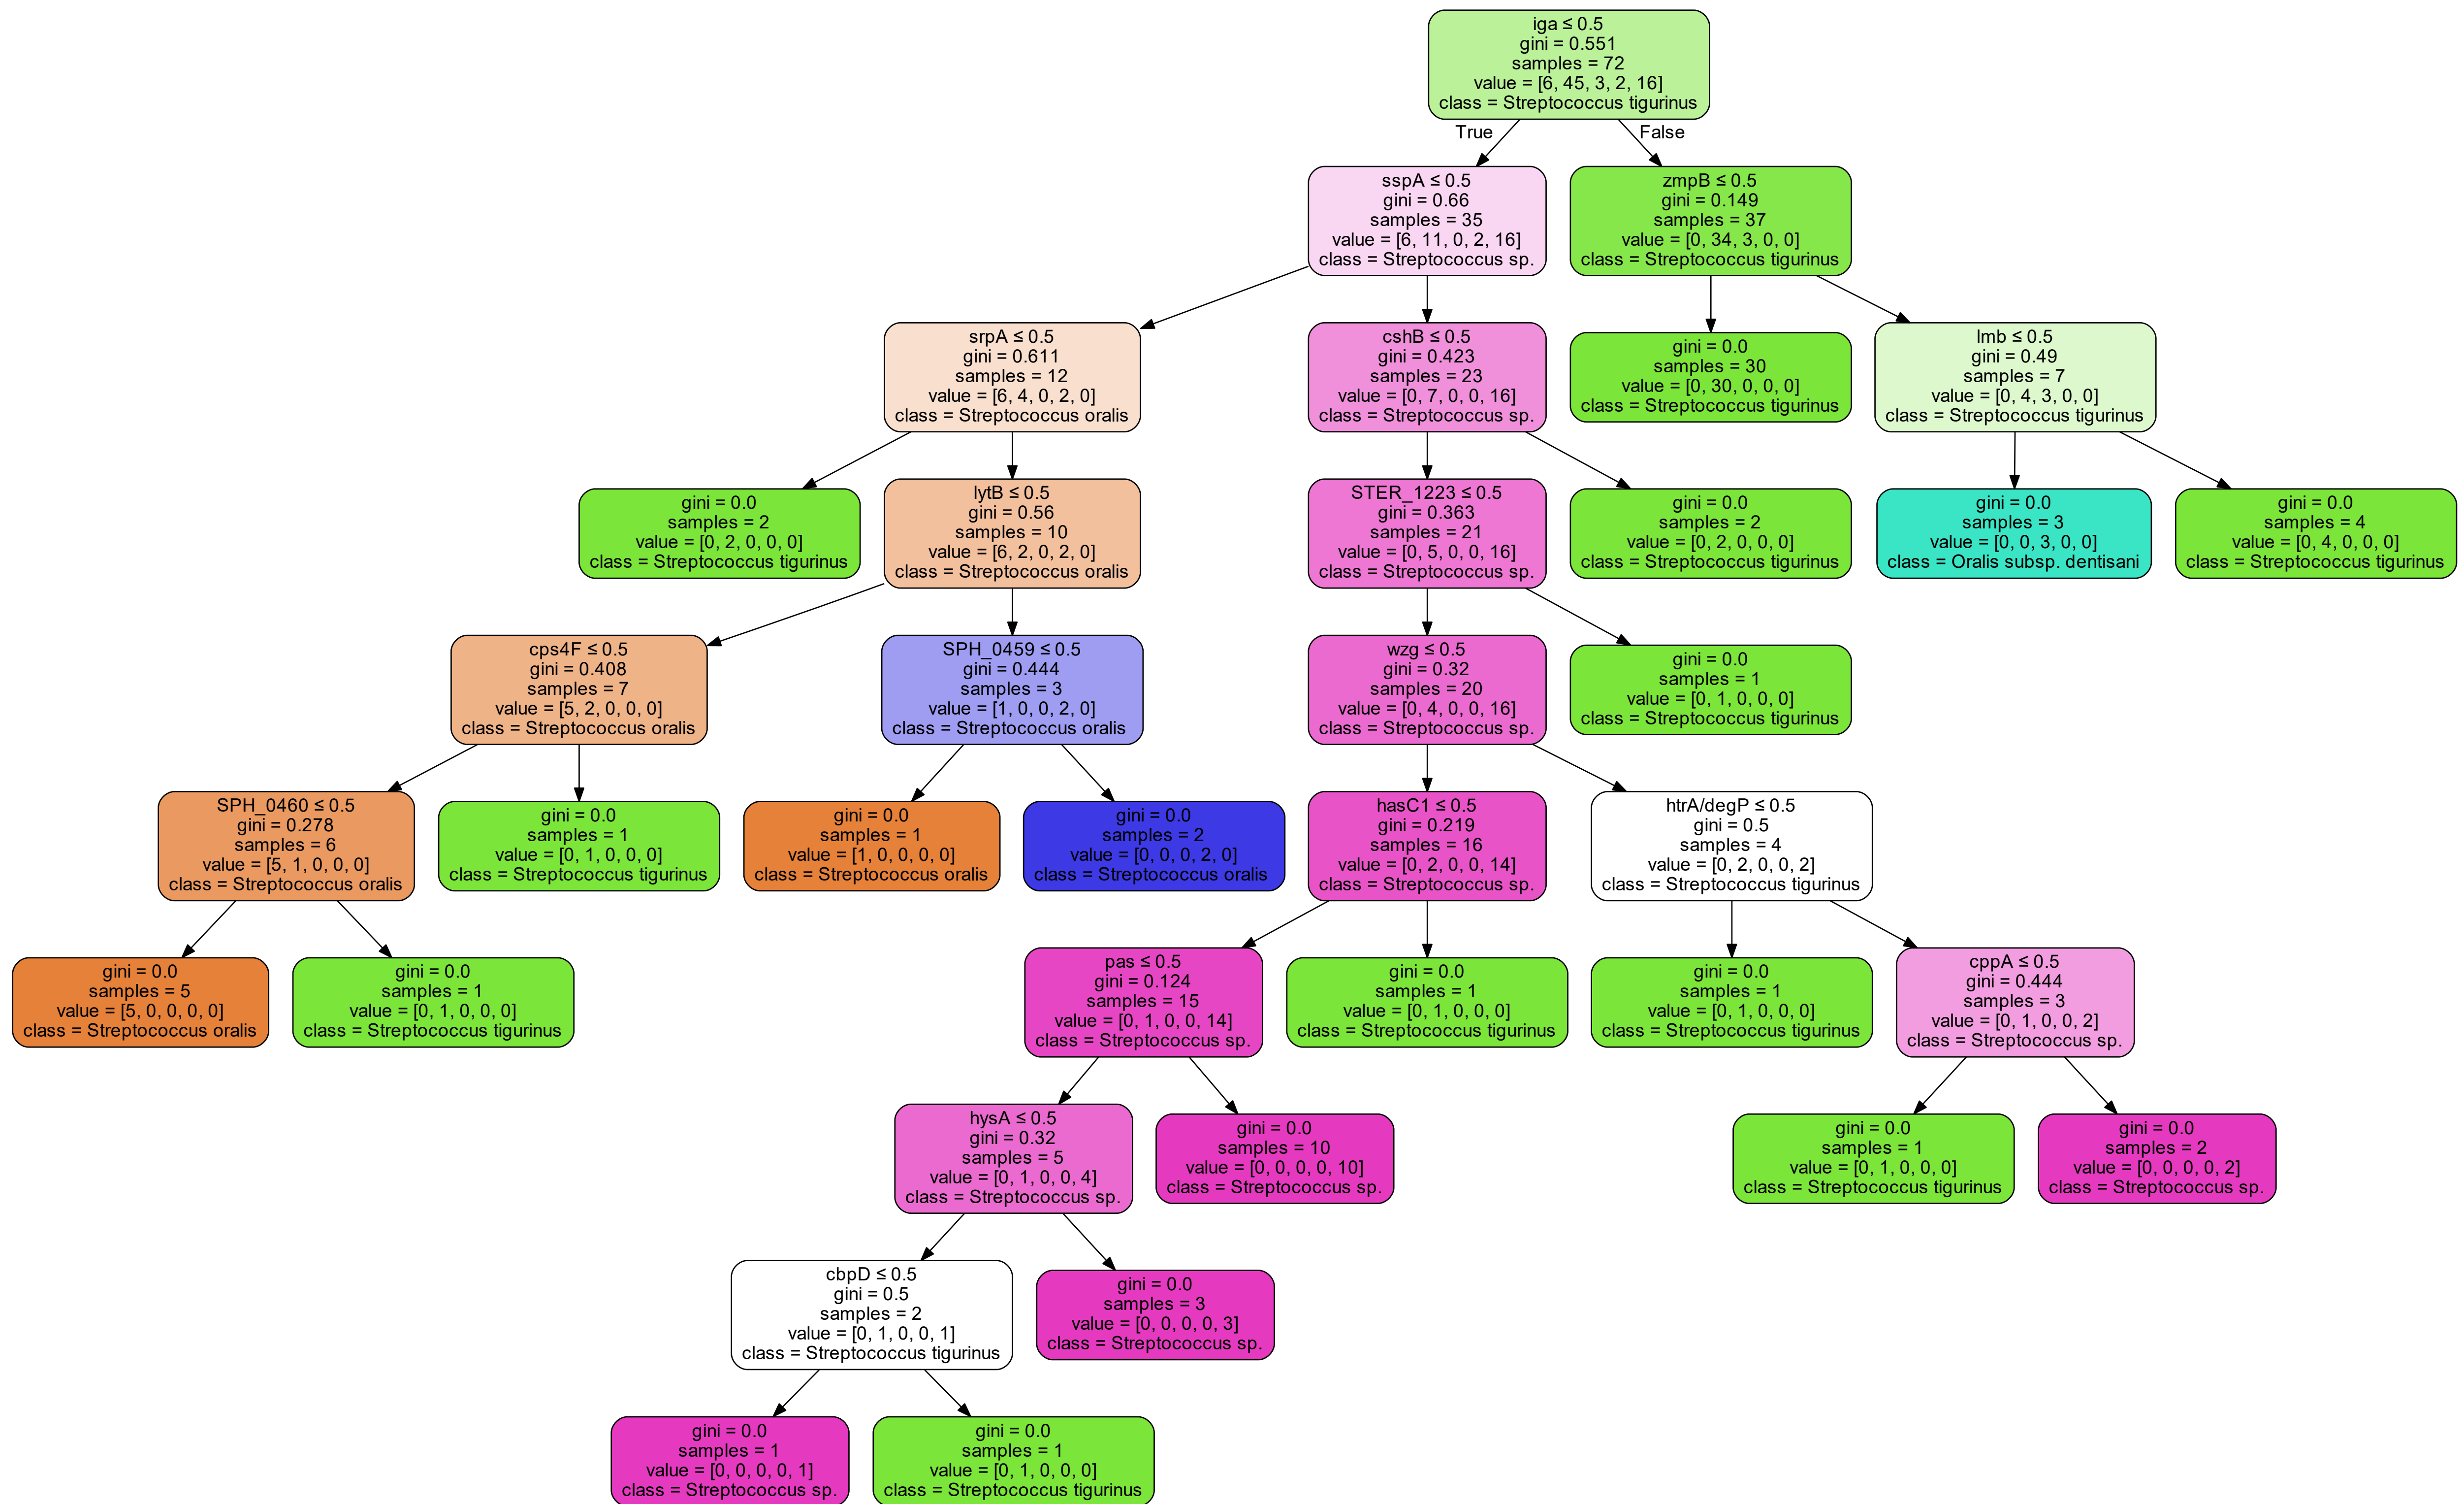 iga ≤ 0.5
gini = 0.551
samples = 72
value = [6, 45, 3, 2, 16]
class = Streptococcus tigurinus
True
False
sspA ≤ 0.5
gini = 0.66
samples = 35
value = [6, 11, 0, 2, 16]
class = Streptococcus sp.
zmpB ≤ 0.5
gini = 0.149
samples = 37
value = [0, 34, 3, 0, 0]
class = Streptococcus tigurinus
srpA ≤ 0.5
gini = 0.611
samples = 12
value = [6, 4, 0, 2, 0]
class = Streptococcus oralis
cshB ≤ 0.5
gini = 0.423
samples = 23
value = [0, 7, 0, 0, 16]
class = Streptococcus sp.
gini = 0.0
samples = 30
value = [0, 30, 0, 0, 0]
class = Streptococcus tigurinus
lmb ≤ 0.5
gini = 0.49
samples = 7
value = [0, 4, 3, 0, 0]
class = Streptococcus tigurinus
gini = 0.0
samples = 2
value = [0, 2, 0, 0, 0]
class = Streptococcus tigurinus
lytB ≤ 0.5
gini = 0.56
samples = 10
value = [6, 2, 0, 2, 0]
class = Streptococcus oralis
STER_1223 ≤ 0.5
gini = 0.363
samples = 21
value = [0, 5, 0, 0, 16]
class = Streptococcus sp.
gini = 0.0
samples = 2
value = [0, 2, 0, 0, 0]
class = Streptococcus tigurinus
gini = 0.0
samples = 3
value = [0, 0, 3, 0, 0]
class = Oralis subsp. dentisani
gini = 0.0
samples = 4
value = [0, 4, 0, 0, 0]
class = Streptococcus tigurinus
cps4F ≤ 0.5
gini = 0.408
samples = 7
value = [5, 2, 0, 0, 0]
class = Streptococcus oralis
SPH_0459 ≤ 0.5
gini = 0.444
samples = 3
value = [1, 0, 0, 2, 0]
class = Streptococcus oralis
wzg ≤ 0.5
gini = 0.32
samples = 20
value = [0, 4, 0, 0, 16]
class = Streptococcus sp.
gini = 0.0
samples = 1
value = [0, 1, 0, 0, 0]
class = Streptococcus tigurinus
SPH_0460 ≤ 0.5
gini = 0.278
samples = 6
value = [5, 1, 0, 0, 0]
class = Streptococcus oralis
gini = 0.0
samples = 1
value = [0, 1, 0, 0, 0]
class = Streptococcus tigurinus
gini = 0.0
samples = 1
value = [1, 0, 0, 0, 0]
class = Streptococcus oralis
gini = 0.0
samples = 2
value = [0, 0, 0, 2, 0]
class = Streptococcus oralis
hasC1 ≤ 0.5
gini = 0.219
samples = 16
value = [0, 2, 0, 0, 14]
class = Streptococcus sp.
htrA/degP ≤ 0.5
gini = 0.5
samples = 4
value = [0, 2, 0, 0, 2]
class = Streptococcus tigurinus
gini = 0.0
samples = 5
value = [5, 0, 0, 0, 0]
class = Streptococcus oralis
gini = 0.0
samples = 1
value = [0, 1, 0, 0, 0]
class = Streptococcus tigurinus
pas ≤ 0.5
gini = 0.124
samples = 15
value = [0, 1, 0, 0, 14]
class = Streptococcus sp.
gini = 0.0
samples = 1
value = [0, 1, 0, 0, 0]
class = Streptococcus tigurinus
gini = 0.0
samples = 1
value = [0, 1, 0, 0, 0]
class = Streptococcus tigurinus
cppA ≤ 0.5
gini = 0.444
samples = 3
value = [0, 1, 0, 0, 2]
class = Streptococcus sp.
hysA ≤ 0.5
gini = 0.32
samples = 5
value = [0, 1, 0, 0, 4]
class = Streptococcus sp.
gini = 0.0
samples = 10
value = [0, 0, 0, 0, 10]
class = Streptococcus sp.
gini = 0.0
samples = 1
value = [0, 1, 0, 0, 0]
class = Streptococcus tigurinus
gini = 0.0
samples = 2
value = [0, 0, 0, 0, 2]
class = Streptococcus sp.
cbpD ≤ 0.5
gini = 0.5
samples = 2
value = [0, 1, 0, 0, 1]
class = Streptococcus tigurinus
gini = 0.0
samples = 3
value = [0, 0, 0, 0, 3]
class = Streptococcus sp.
gini = 0.0
samples = 1
value = [0, 0, 0, 0, 1]
class = Streptococcus sp.
gini = 0.0
samples = 1
value = [0, 1, 0, 0, 0]
class = Streptococcus tigurinus